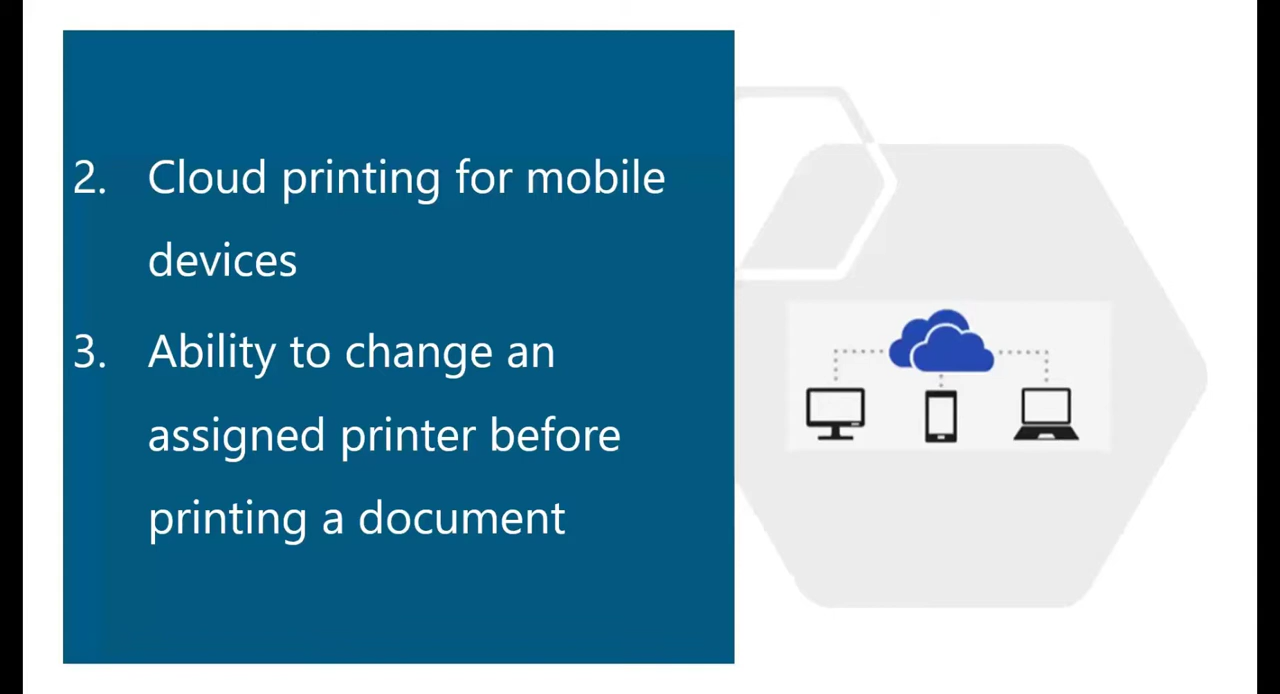 2. Cloud printing for mobile
devices
3. Ability to change an
assigned printer before
printing a document